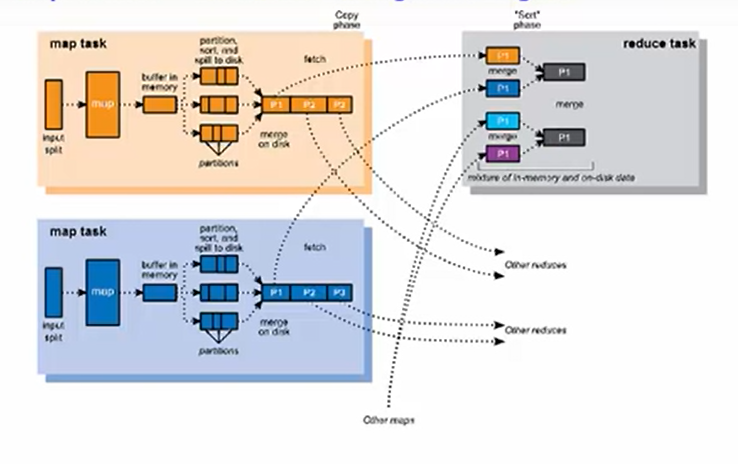 Copy
phase
"Sort"
phase
map task
partition,
sort, and
spill to disk
fetch
reduce task
buffer in
memory
map
P1 P2 P3
input
split
merge
on disk
partitions
P1
merge
P1
P1
merge
P1
merge
P1
P1
mixture of in-memory and on-disk data
map task
partition,
sort, and
spill to disk
fetch
buffer in
memory
map
P1 P2 P3
input
split
merge
on disk
partitions
Other reduces
Other reduces
Other maps